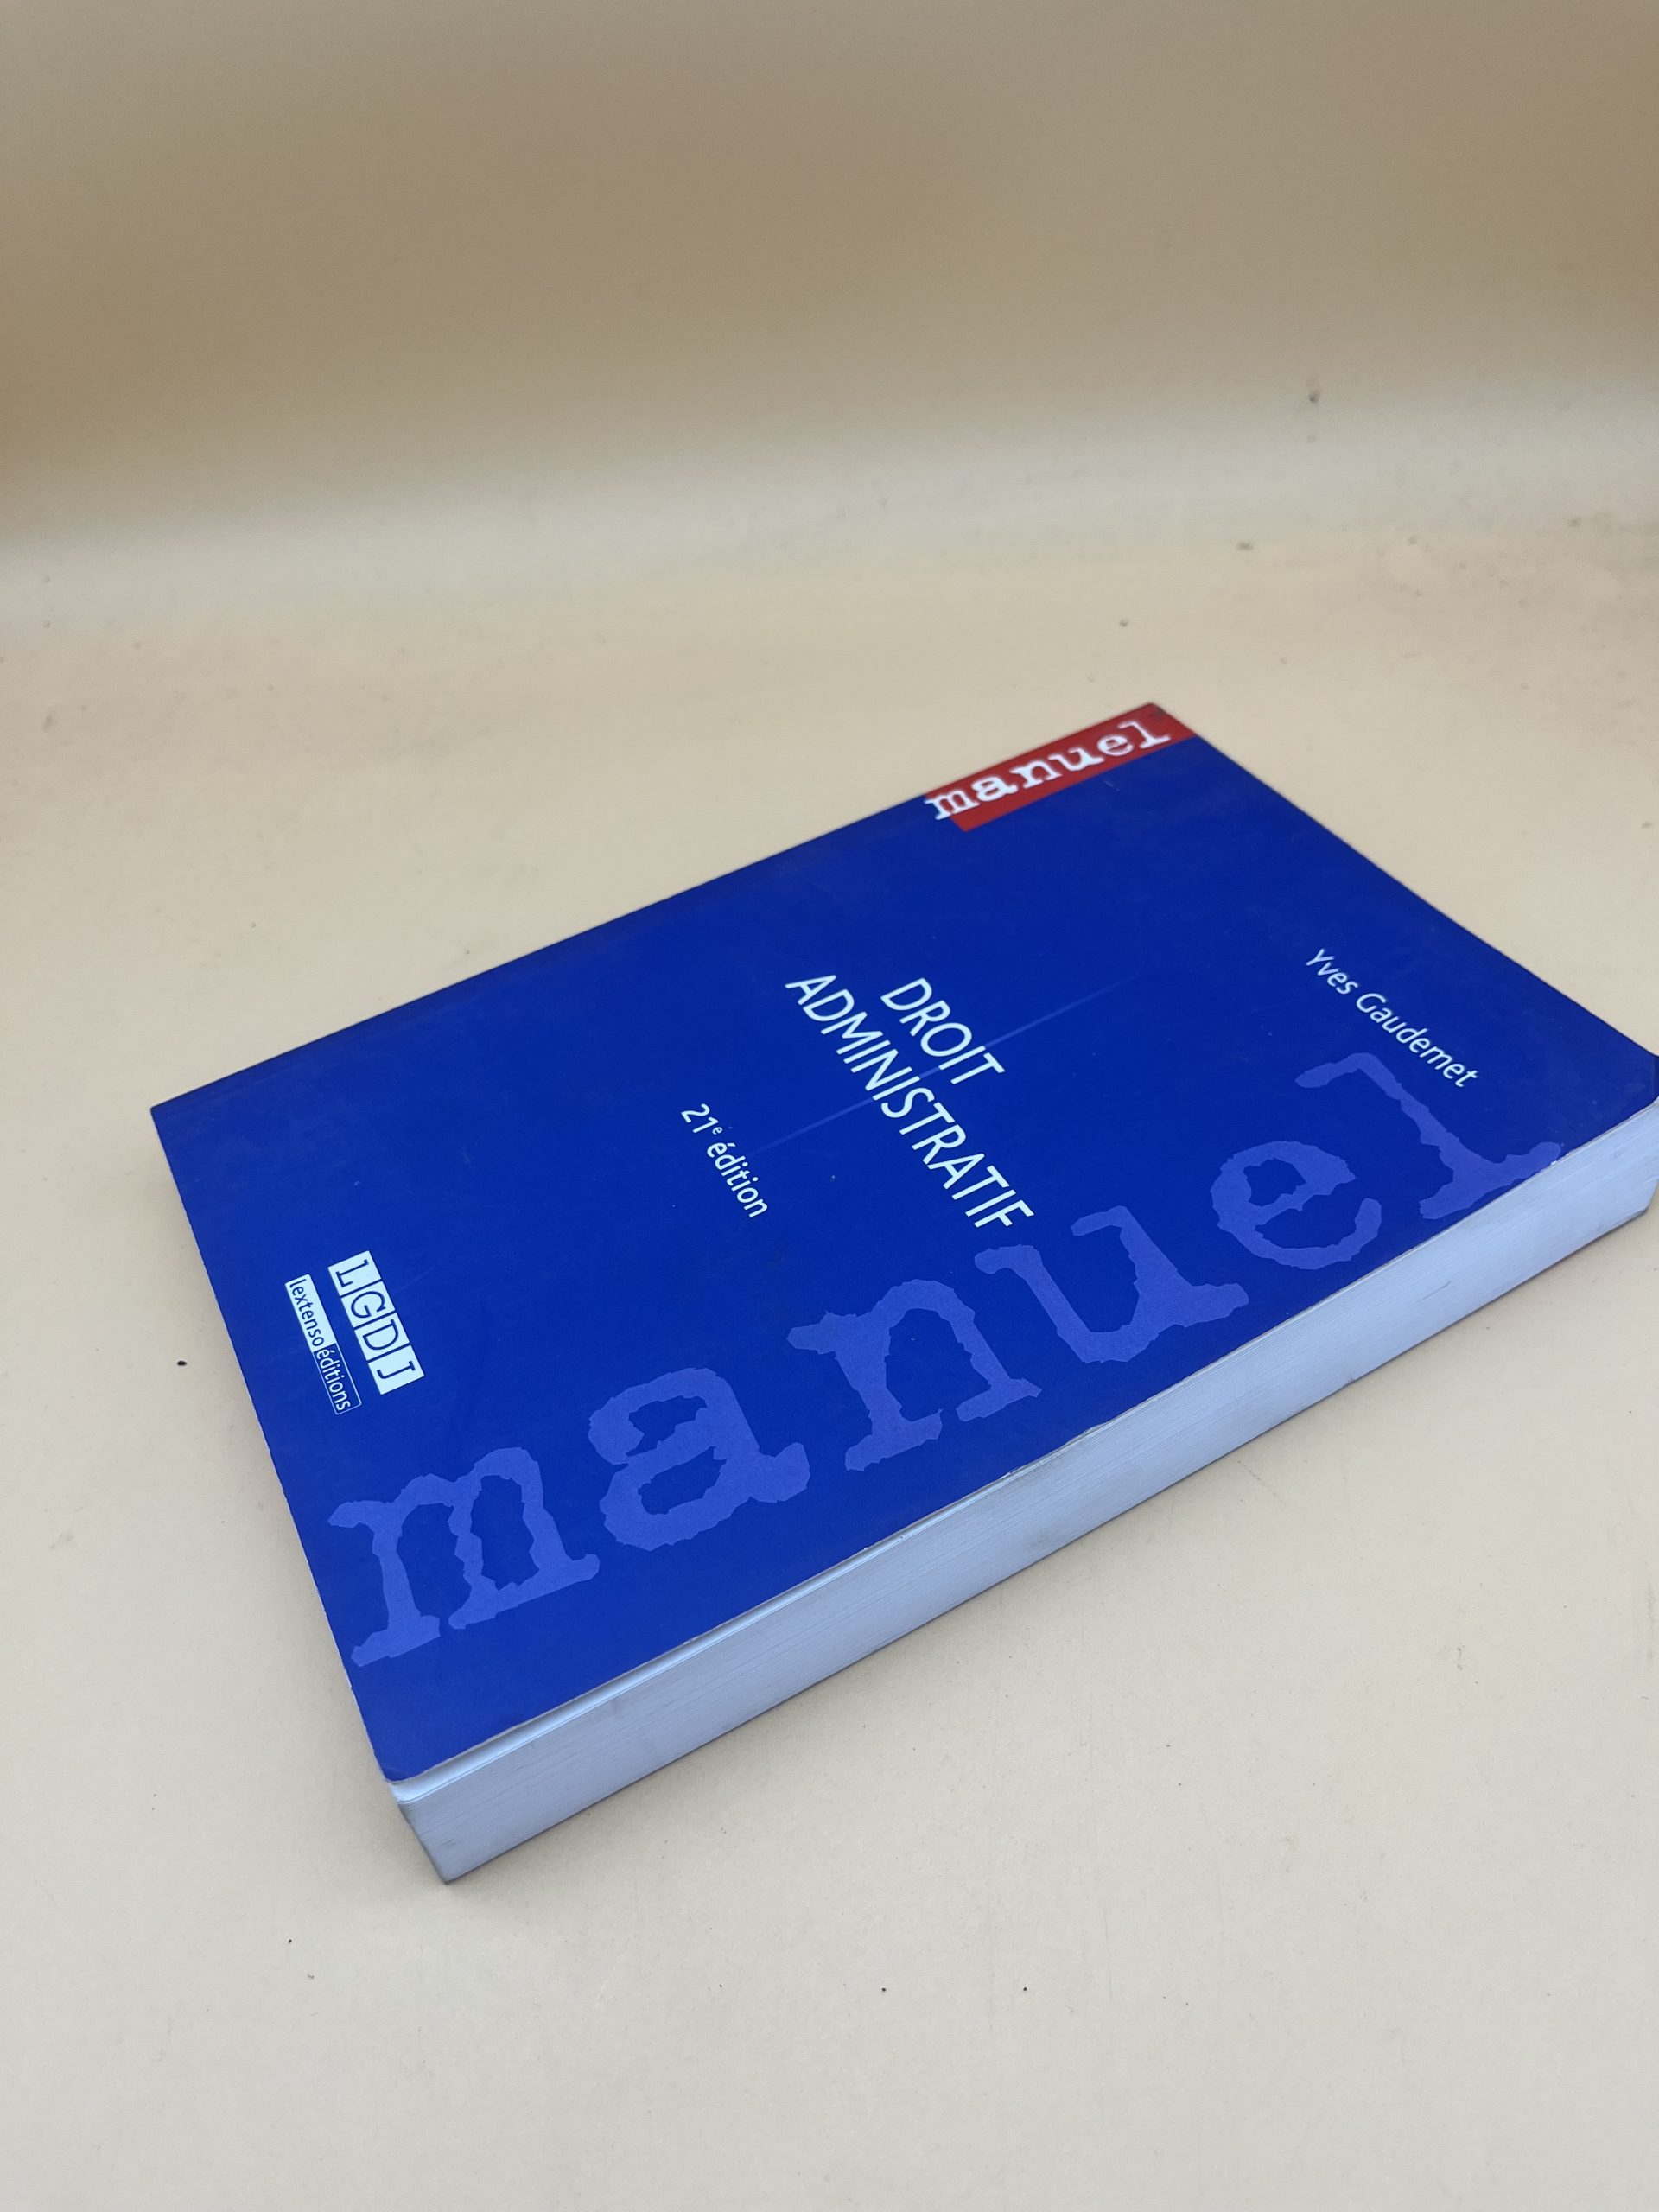 manuel
Yves Gaudemet
DROIT
ADMINISTRATIF
21e édition
manuel
LGDJ
lextenso éditions